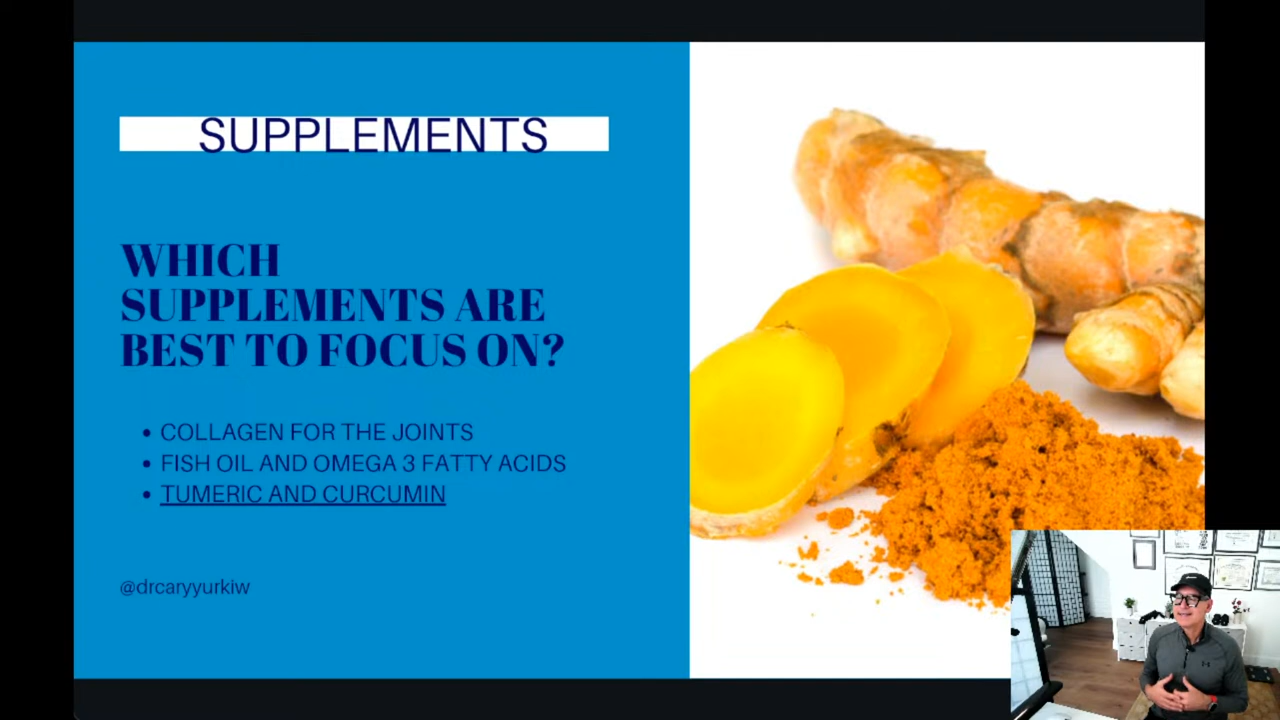 SUPPLEMENTS
WHICH
SUPPLEMENTS ARE
BEST TO FOCUS ON?
• COLLAGEN FOR THE JOINTS
• FISH OIL AND OMEGA 3 FATTY ACIDS
• TUMERIC AND CURCUMIN
@drcaryyurkiw